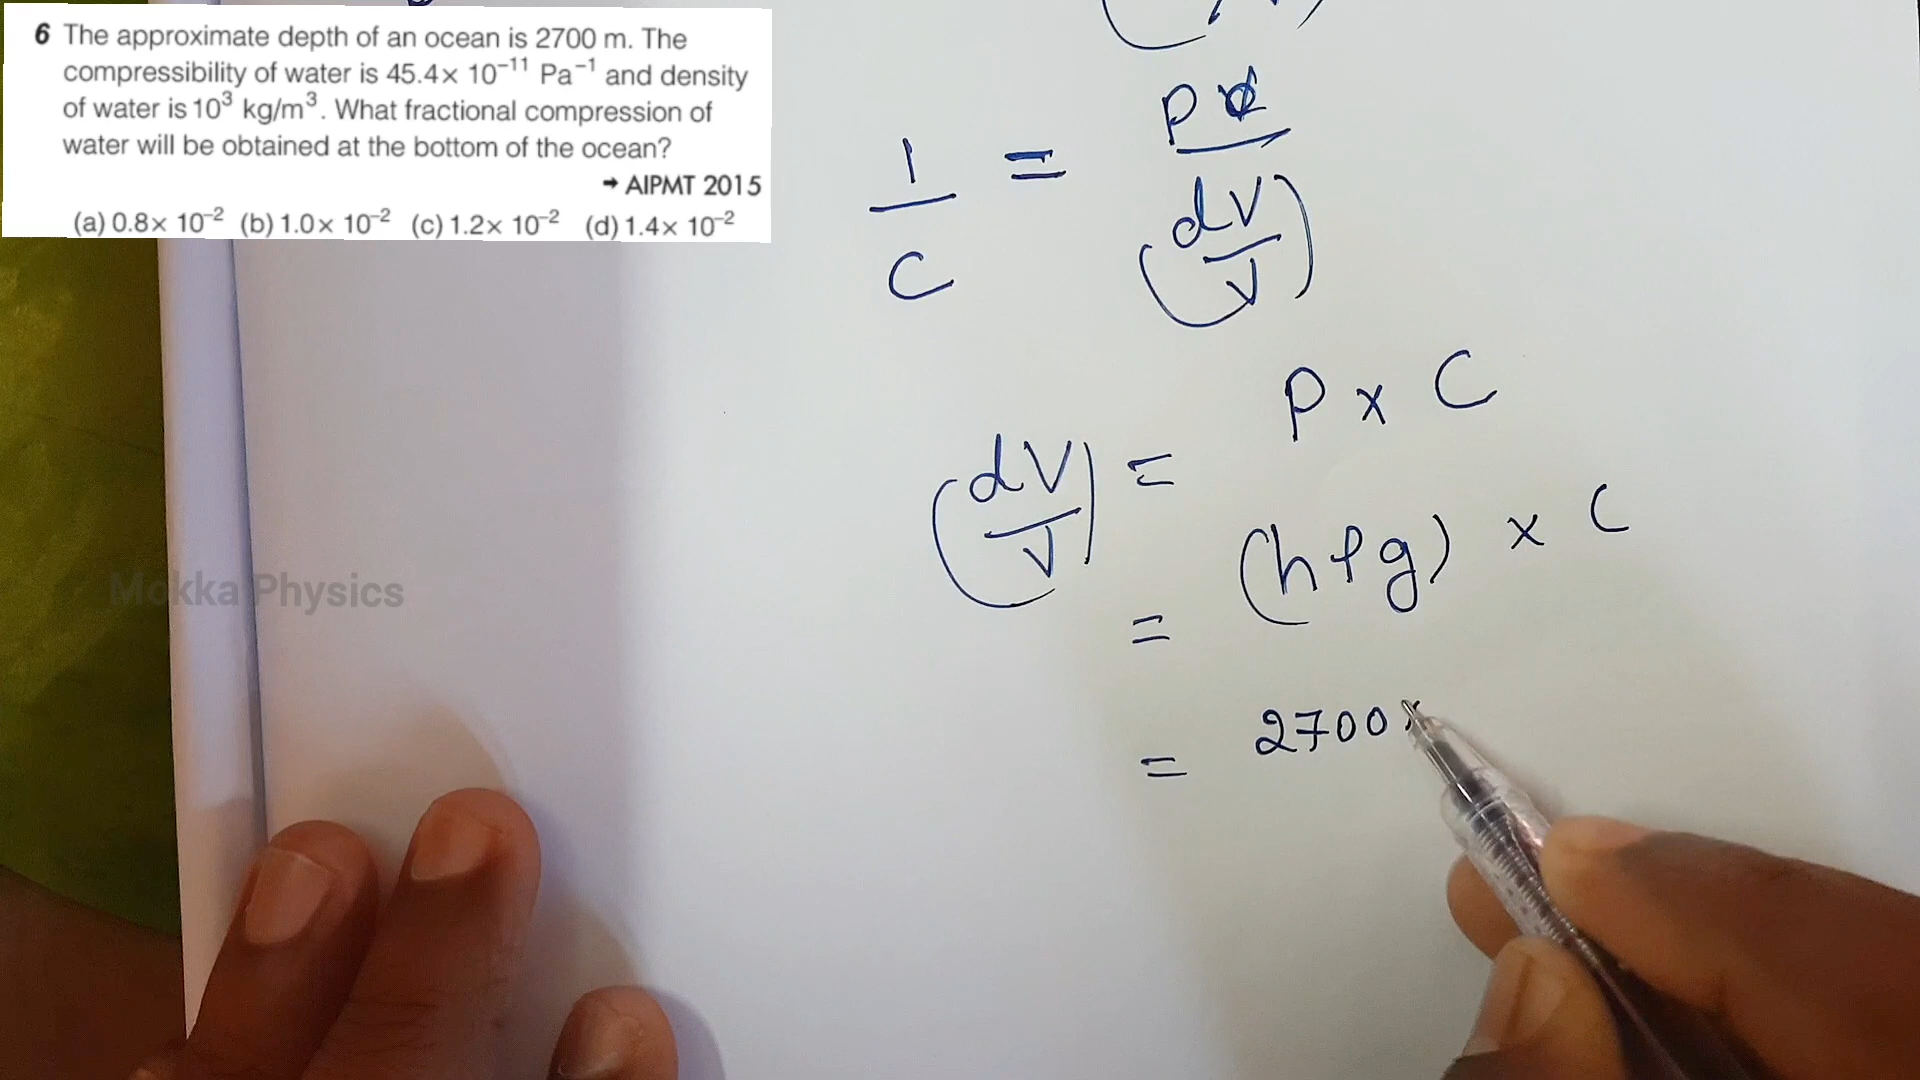 6 The approximate depth of an ocean is 2700 m. The
compressibility of water is 45.4× 10⁻¹¹ Pa⁻¹ and density
of water is 10³ kg/m³. What fractional compression of
water will be obtained at the bottom of the ocean?
→ AIPMT 2015
(a) 0.8× 10⁻² (b) 1.0× 10⁻² (c) 1.2× 10⁻² (d) 1.4× 10⁻²
1/C = P / (dV/V)
(dV/V) = P × C
= (hρg) × C
= 2700 ×
Mokka Physics